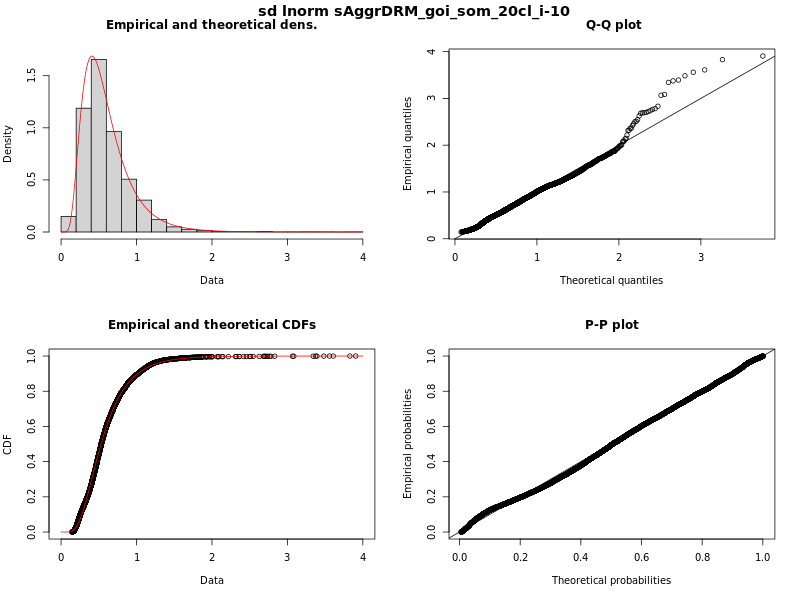 sd lnorm sAggrDRM_goi_som_20cl_i-10
Empirical and theoretical dens.
Density
0.0 0.5 1.0 1.5
0 1 2 3 4
Data
Q-Q plot
Empirical quantiles
0 1 2 3 4
0 1 2 3
Theoretical quantiles
Empirical and theoretical CDFs
CDF
0.0 0.2 0.4 0.6 0.8 1.0
0 1 2 3 4
Data
P-P plot
Empirical probabilities
0.0 0.2 0.4 0.6 0.8 1.0
0.0 0.2 0.4 0.6 0.8 1.0
Theoretical probabilities